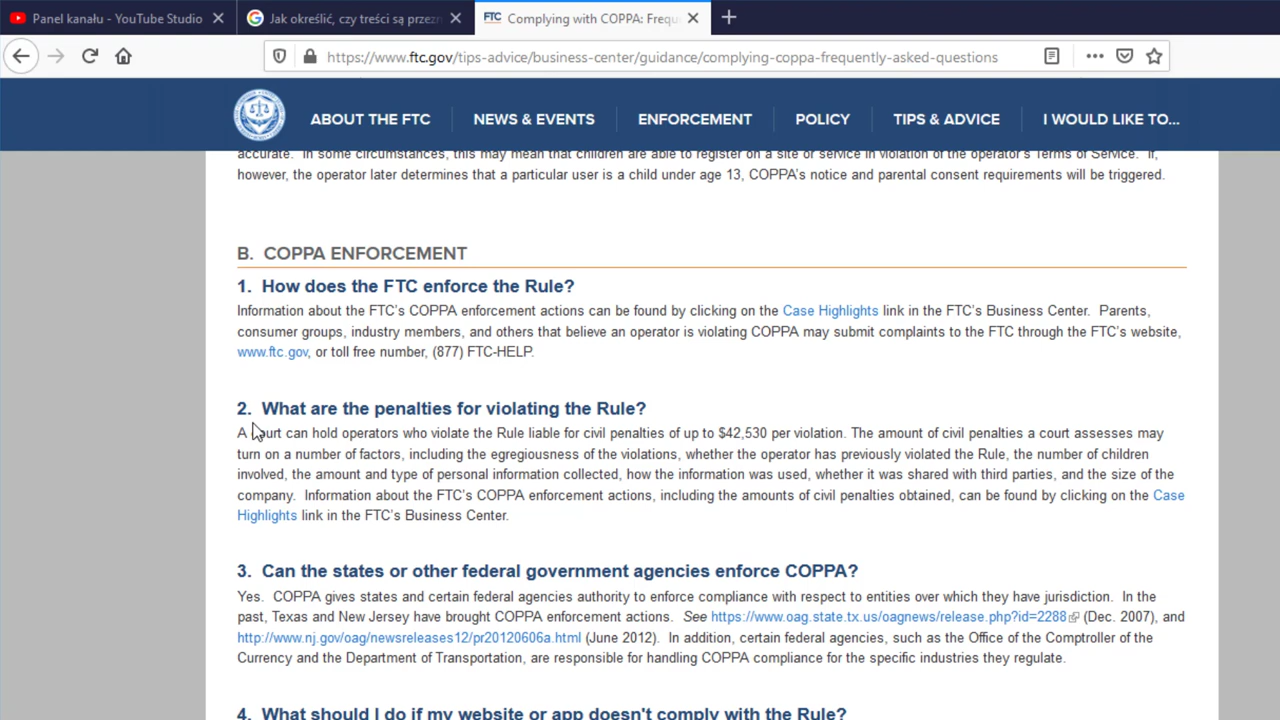 Panel kanału - YouTube Studio
Jak określić, czy treści są przezn
FTC Complying with COPPA: Frequ
https://www.ftc.gov/tips-advice/business-center/guidance/complying-coppa-frequently-asked-questions
ABOUT THE FTC NEWS & EVENTS ENFORCEMENT POLICY TIPS & ADVICE I WOULD LIKE TO...
accurate. In some circumstances, this may mean that children are able to register on a site or service in violation of the operator's Terms of Service. If,
however, the operator later determines that a particular user is a child under age 13, COPPA's notice and parental consent requirements will be triggered.
B. COPPA ENFORCEMENT
1. How does the FTC enforce the Rule?
Information about the FTC's COPPA enforcement actions can be found by clicking on the Case Highlights link in the FTC's Business Center. Parents,
consumer groups, industry members, and others that believe an operator is violating COPPA may submit complaints to the FTC through the FTC's website,
www.ftc.gov, or toll free number, (877) FTC-HELP.
2. What are the penalties for violating the Rule?
A court can hold operators who violate the Rule liable for civil penalties of up to $42,530 per violation. The amount of civil penalties a court assesses may
turn on a number of factors, including the egregiousness of the violations, whether the operator has previously violated the Rule, the number of children
involved, the amount and type of personal information collected, how the information was used, whether it was shared with third parties, and the size of the
company. Information about the FTC's COPPA enforcement actions, including the amounts of civil penalties obtained, can be found by clicking on the Case
Highlights link in the FTC's Business Center.
3. Can the states or other federal government agencies enforce COPPA?
Yes. COPPA gives states and certain federal agencies authority to enforce compliance with respect to entities over which they have jurisdiction. In the
past, Texas and New Jersey have brought COPPA enforcement actions. See https://www.oag.state.tx.us/oagnews/release.php?id=2288 (Dec. 2007), and
http://www.nj.gov/oag/newsreleases12/pr20120606a.html (June 2012). In addition, certain federal agencies, such as the Office of the Comptroller of the
Currency and the Department of Transportation, are responsible for handling COPPA compliance for the specific industries they regulate.
4. What should I do if my website or app doesn't comply with the Rule?